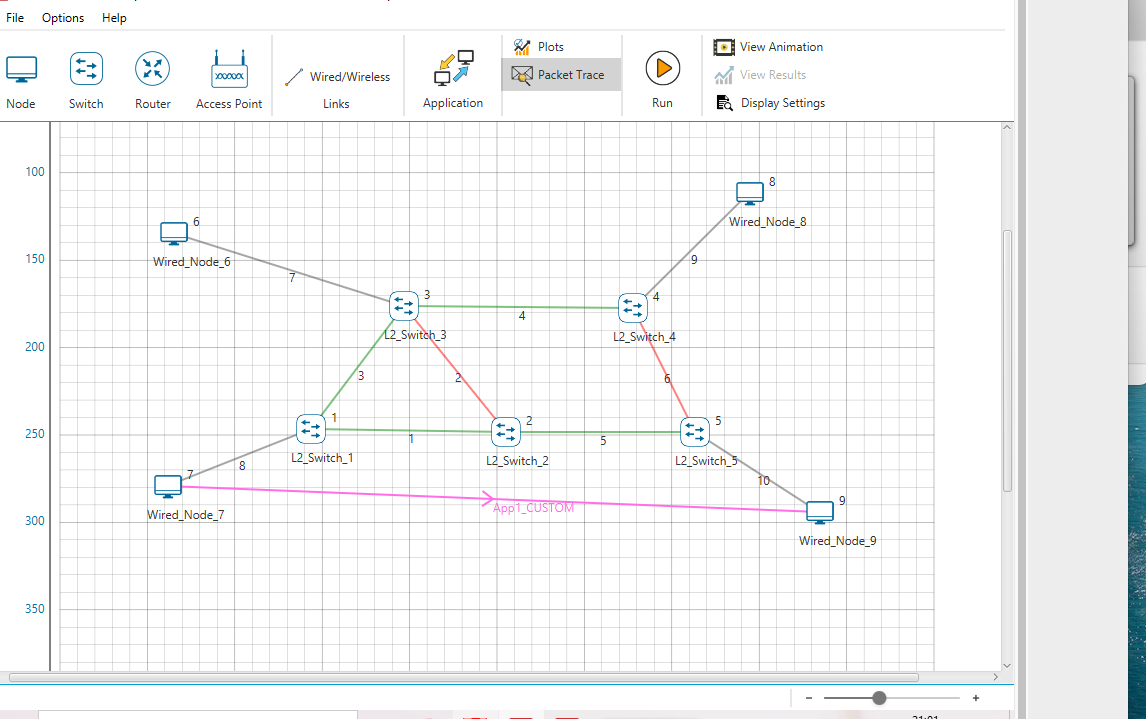 File Options Help
Plots
View Animation
Wired/Wireless
Packet Trace
View Results
Node Switch Router Access Point Links Application Run Display Settings
100
8
6
Wired_Node_8
150
Wired_Node_6
9
7
3
4
4
L2_Switch_3
L2_Switch_4
200
3
2
6
1
2
5
250
1
5
L2_Switch_1
L2_Switch_2
L2_Switch_5
8
7
10
App1_CUSTOM
9
Wired_Node_7
300
Wired_Node_9
350
- +